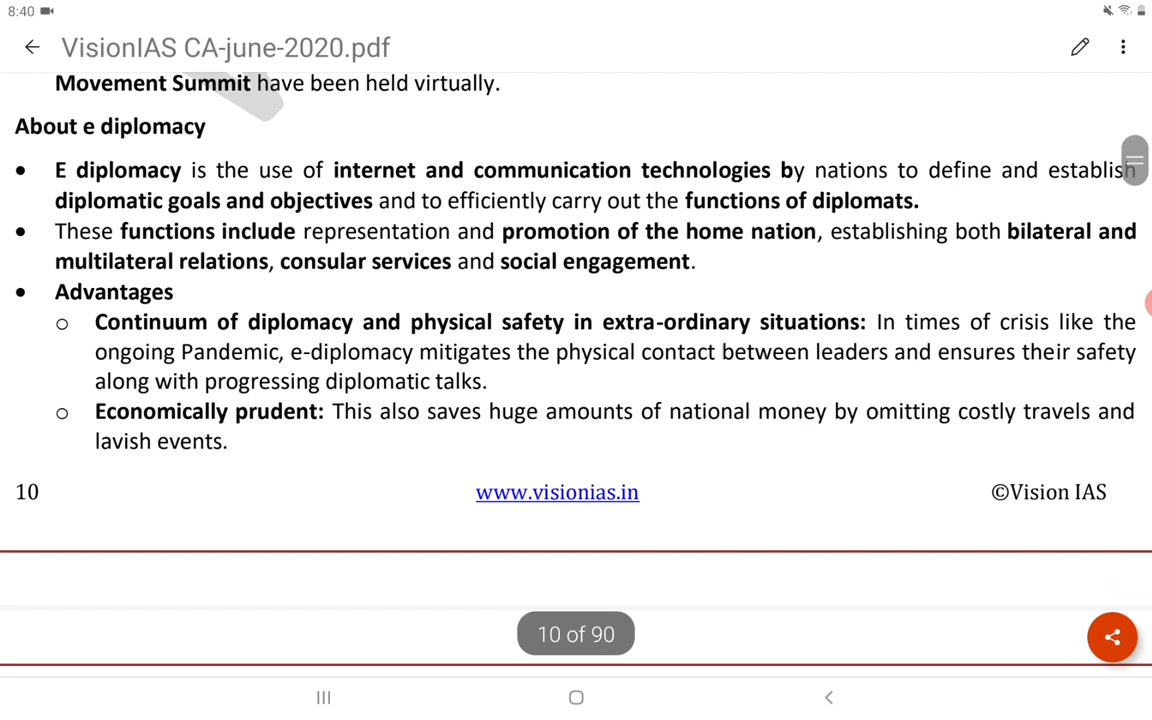 8:40
VisionIAS CA-june-2020.pdf
Movement Summit have been held virtually.
About e diplomacy
• E diplomacy is the use of internet and communication technologies by nations to define and establish
diplomatic goals and objectives and to efficiently carry out the functions of diplomats.
• These functions include representation and promotion of the home nation, establishing both bilateral and
multilateral relations, consular services and social engagement.
• Advantages
o Continuum of diplomacy and physical safety in extra-ordinary situations: In times of crisis like the
ongoing Pandemic, e-diplomacy mitigates the physical contact between leaders and ensures their safety
along with progressing diplomatic talks.
o Economically prudent: This also saves huge amounts of national money by omitting costly travels and
lavish events.
10 www.visionias.in ©Vision IAS
10 of 90